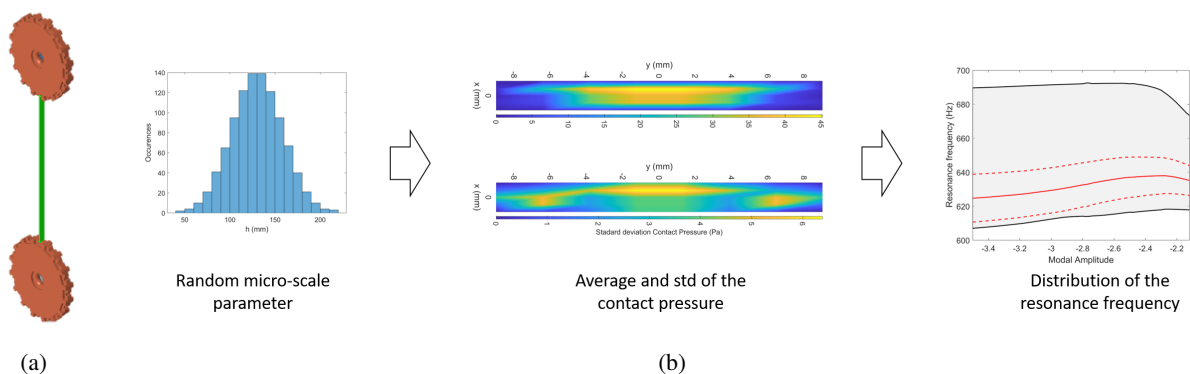 140
120
100
80
60
40
20
0
Occurences
50 100 150 200
h (mm)
Random micro-scale
parameter
y (mm)
-8 -6 -4 -2 0 2 4 6 8
x (mm)
0
0 5 10 15 20 25 30 35 40 45
y (mm)
-8 -6 -4 -2 0 2 4 6 8
x (mm)
0
0 1 2 3 4 5 6
Stadard deviation Contact Pressure (Pa)
Average and std of the
contact pressure
700
680
660
640
620
600
Resonance frequency (Hz)
-3.4 -3.2 -3 -2.8 -2.6 -2.4 -2.2
Modal Amplitude
Distribution of the
resonance frequency
(a)
(b)